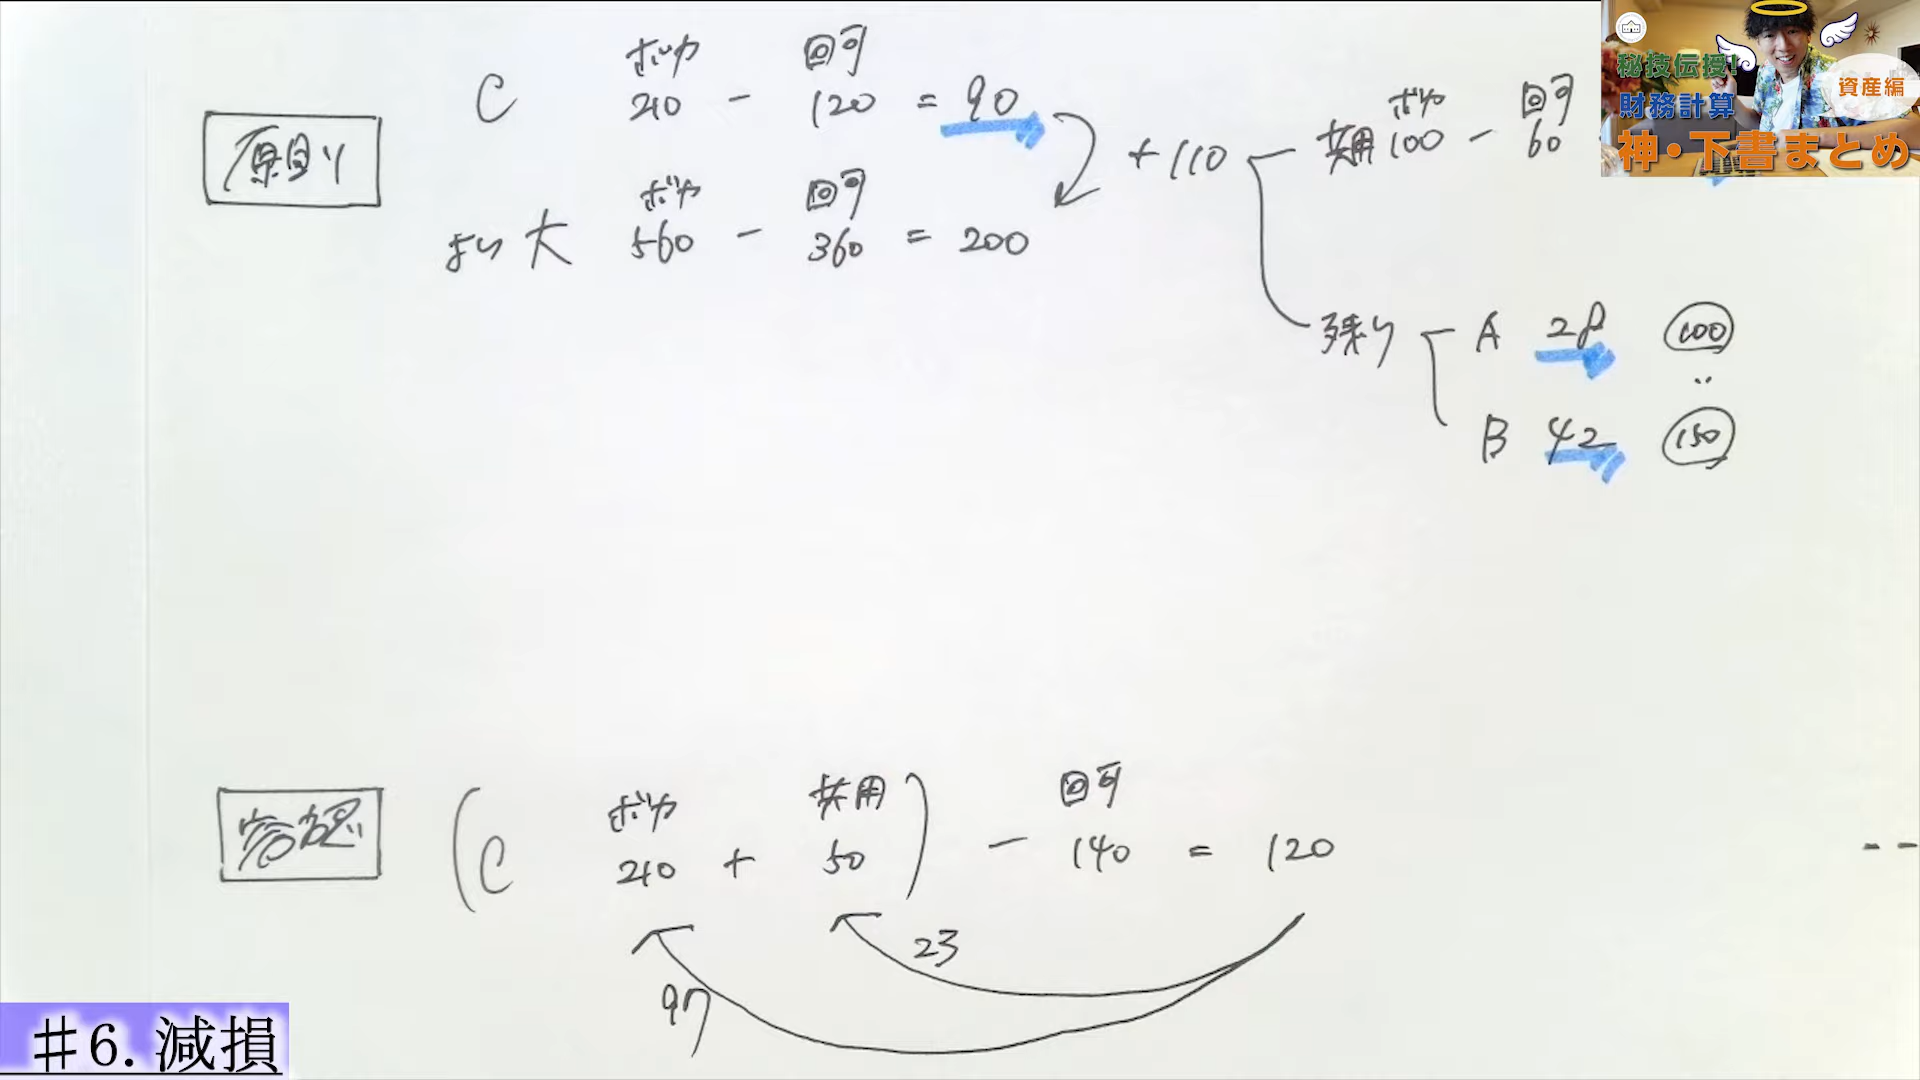 ボカ 回可
C 210 - 120 = 90
原則
+110
共用 ボカ 100 - 回可 60
より大 ボカ 560 - 回可 360 = 200
残り
A 28 100
:
B 42 150
容認
(C ボカ 210 + 共用 50) - 回可 140 = 120
23
97
秘技伝授!
財務計算
資産編
神・下書まとめ
#6. 減損